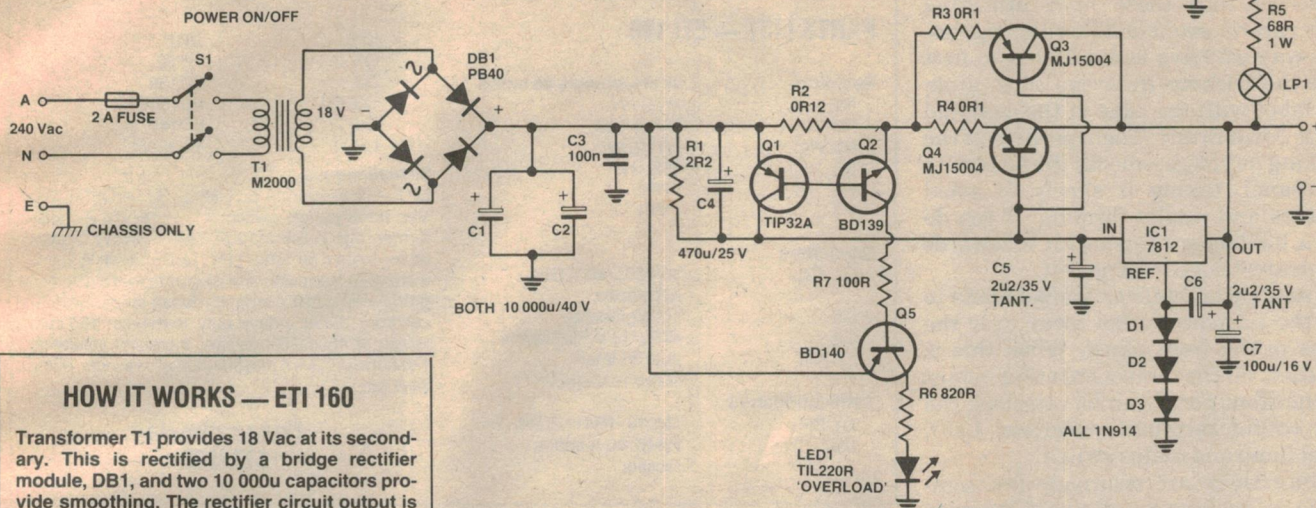 POWER ON/OFF
S1
A
2 A FUSE
240 Vac
N
E
CHASSIS ONLY
T1
M2000
18 V
DB1
PB40
~
~
−
+
C3
100n
+
C1
+
C2
BOTH 10 000u/40 V
R1
2R2
+
C4
470u/25 V
R2
0R12
Q1
TIP32A
Q2
BD139
R3 0R1
Q3
MJ15004
R4 0R1
Q4
MJ15004
R5
68R
1 W
LP1
R7 100R
Q5
BD140
R6 820R
LED1
TIL220R
'OVERLOAD'
C5
2u2/35 V
TANT.
+
IN
IC1
7812
OUT
REF.
C6
+
2u2/35 V
TANT
D1
D2
D3
ALL 1N914
+
C7
100u/16 V
HOW IT WORKS — ETI 160
Transformer T1 provides 18 Vac at its second-
ary. This is rectified by a bridge rectifier
module, DB1, and two 10 000u capacitors pro-
vide smoothing. The rectifier circuit output is